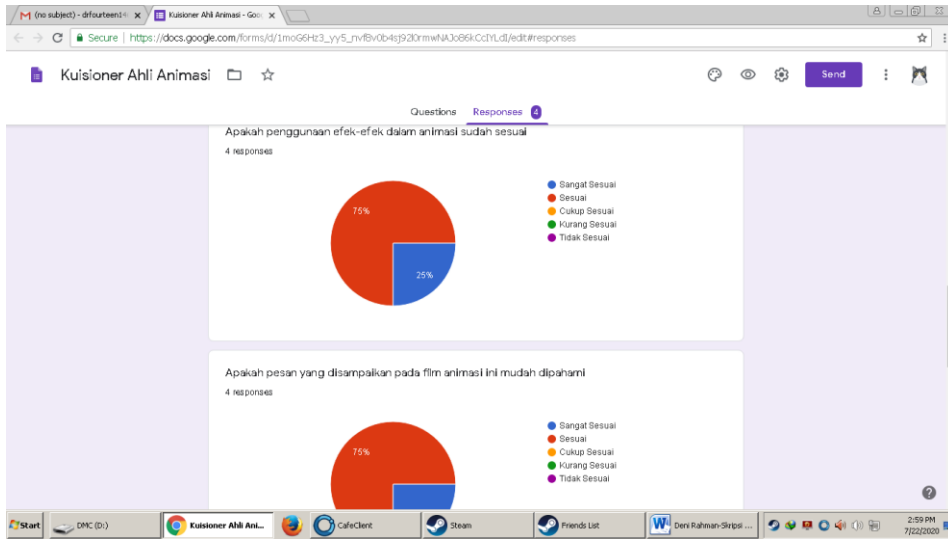 (no subject) - drfourteen14
Kuisioner Ahli Animasi - Goo
Secure | https://docs.google.com/forms/d/
/edit#responses
Kuisioner Ahli Animasi
Send
Questions Responses 4
Apakah penggunaan efek-efek dalam animasi sudah sesuai
4 responses
75%
25%
Sangat Sesuai
Sesuai
Cukup Sesuai
Kurang Sesuai
Tidak Sesuai
Apakah pesan yang disampaikan pada film animasi ini mudah dipahami
4 responses
75%
Sangat Sesuai
Sesuai
Cukup Sesuai
Kurang Sesuai
Tidak Sesuai
Start
DMC (D:)
Kuisioner Ahli Ani...
CafeClient
Steam
Friends List
Deni Rahman-Skripsi ...
2:59 PM
7/22/2020